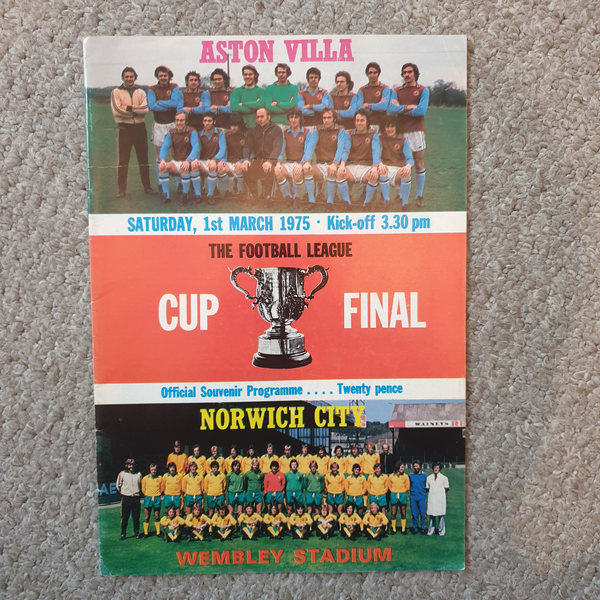 ASTON VILLA
SATURDAY, 1st MARCH 1975 · Kick-off 3.30 pm
THE FOOTBALL LEAGUE
CUP FINAL
Official Souvenir Programme .... Twenty pence
NORWICH CITY
WEMBLEY STADIUM